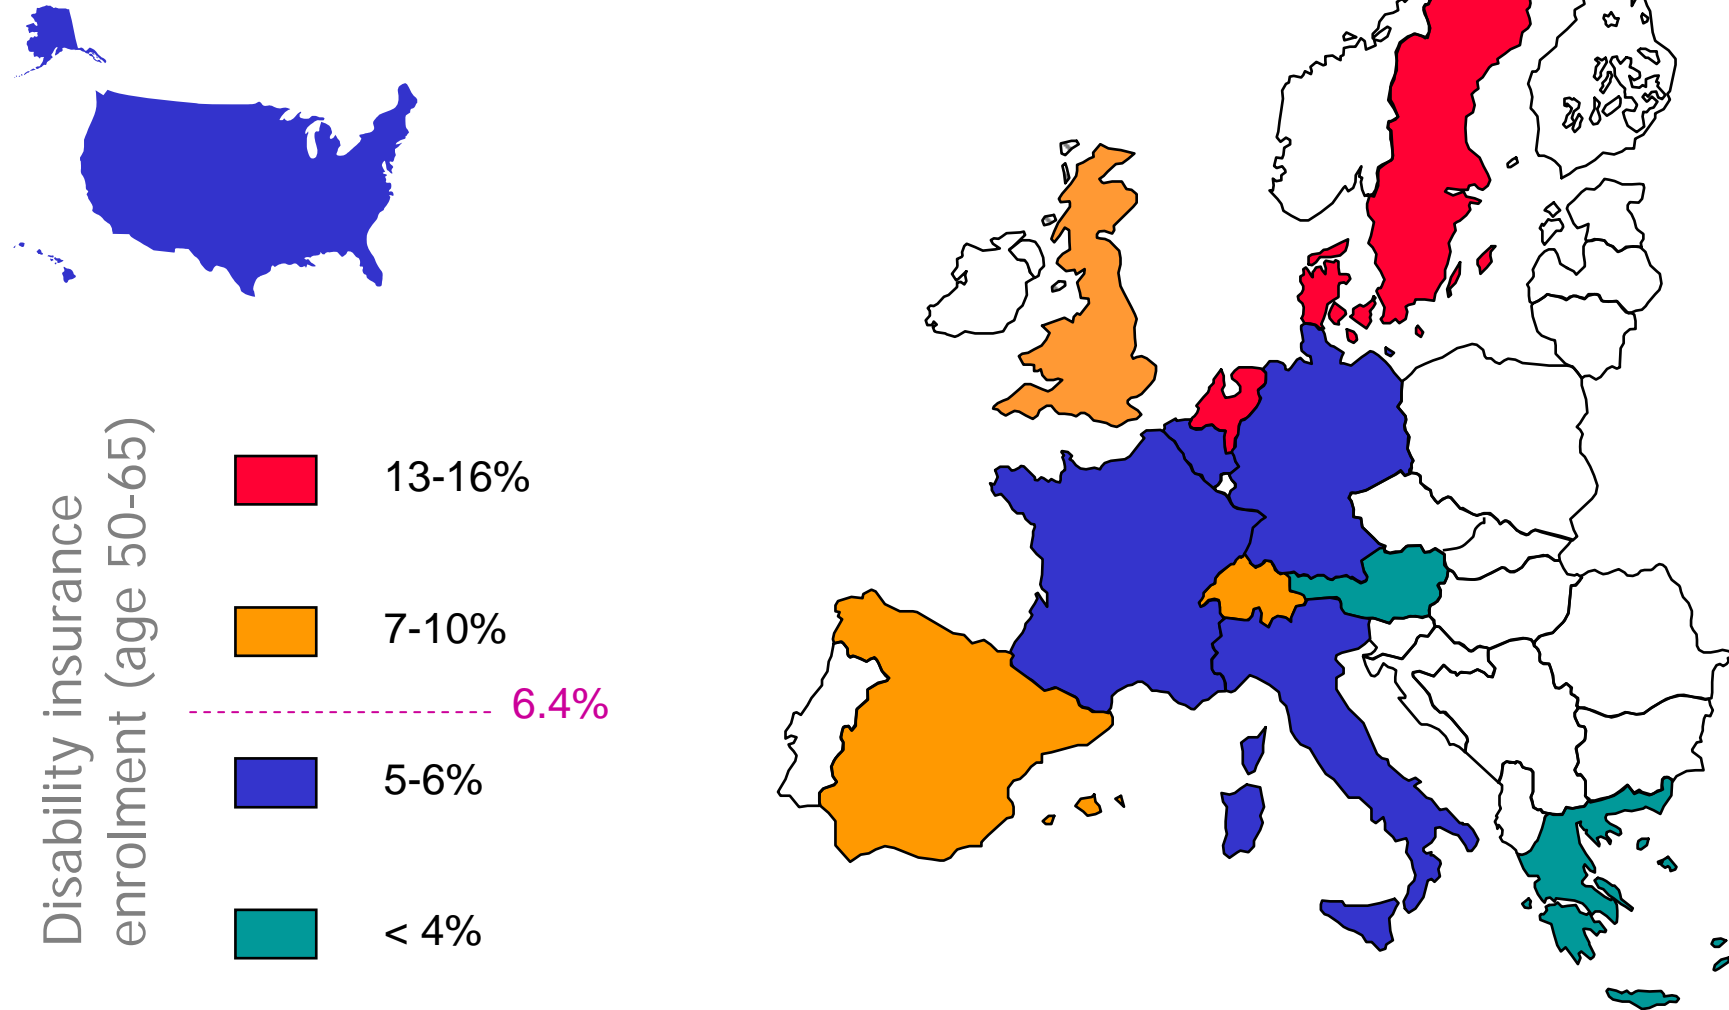 Disability insurance
enrolment (age 50-65)
13-16%
7-10%
6.4%
5-6%
< 4%